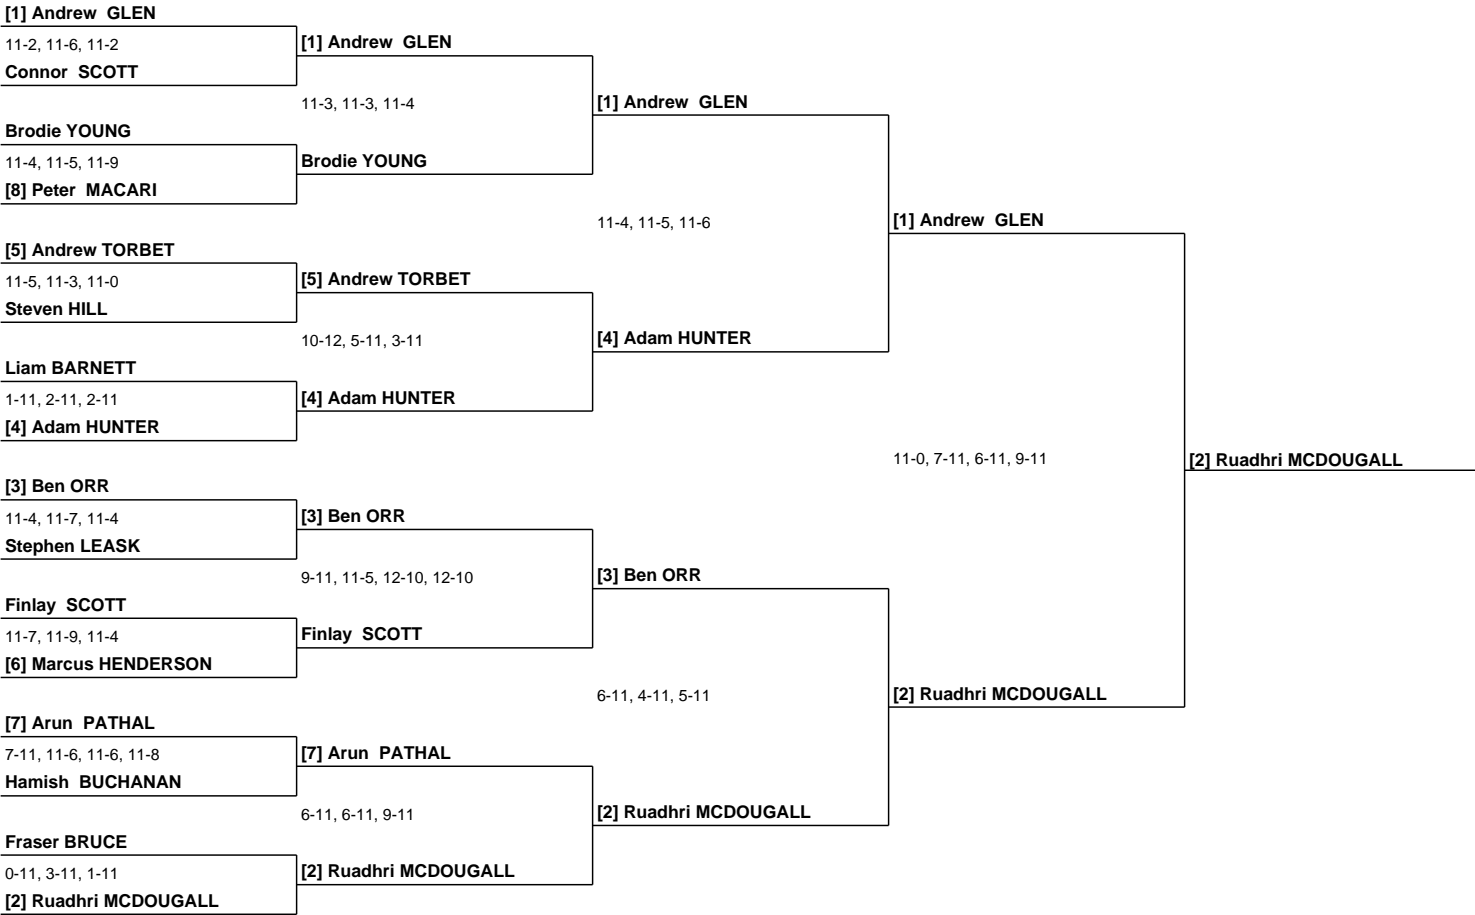 [1] Andrew  GLEN
11-2, 11-6, 11-2
Connor  SCOTT
Brodie YOUNG
11-4, 11-5, 11-9
[8] Peter  MACARI
[5] Andrew TORBET
11-5, 11-3, 11-0
Steven HILL
Liam BARNETT
1-11, 2-11, 2-11
[4] Adam HUNTER
[3] Ben ORR
11-4, 11-7, 11-4
Stephen LEASK
Finlay  SCOTT
11-7, 11-9, 11-4
[6] Marcus HENDERSON
[7] Arun  PATHAL
7-11, 11-6, 11-6, 11-8
Hamish  BUCHANAN
Fraser BRUCE
0-11, 3-11, 1-11
[2] Ruadhri MCDOUGALL
[1] Andrew  GLEN
11-3, 11-3, 11-4
Brodie YOUNG
[5] Andrew TORBET
10-12, 5-11, 3-11
[4] Adam HUNTER
[3] Ben ORR
9-11, 11-5, 12-10, 12-10
Finlay  SCOTT
[7] Arun  PATHAL
6-11, 6-11, 9-11
[2] Ruadhri MCDOUGALL
[1] Andrew  GLEN
11-4, 11-5, 11-6
[4] Adam HUNTER
[3] Ben ORR
6-11, 4-11, 5-11
[2] Ruadhri MCDOUGALL
[1] Andrew  GLEN
11-0, 7-11, 6-11, 9-11
[2] Ruadhri MCDOUGALL
[2] Ruadhri MCDOUGALL